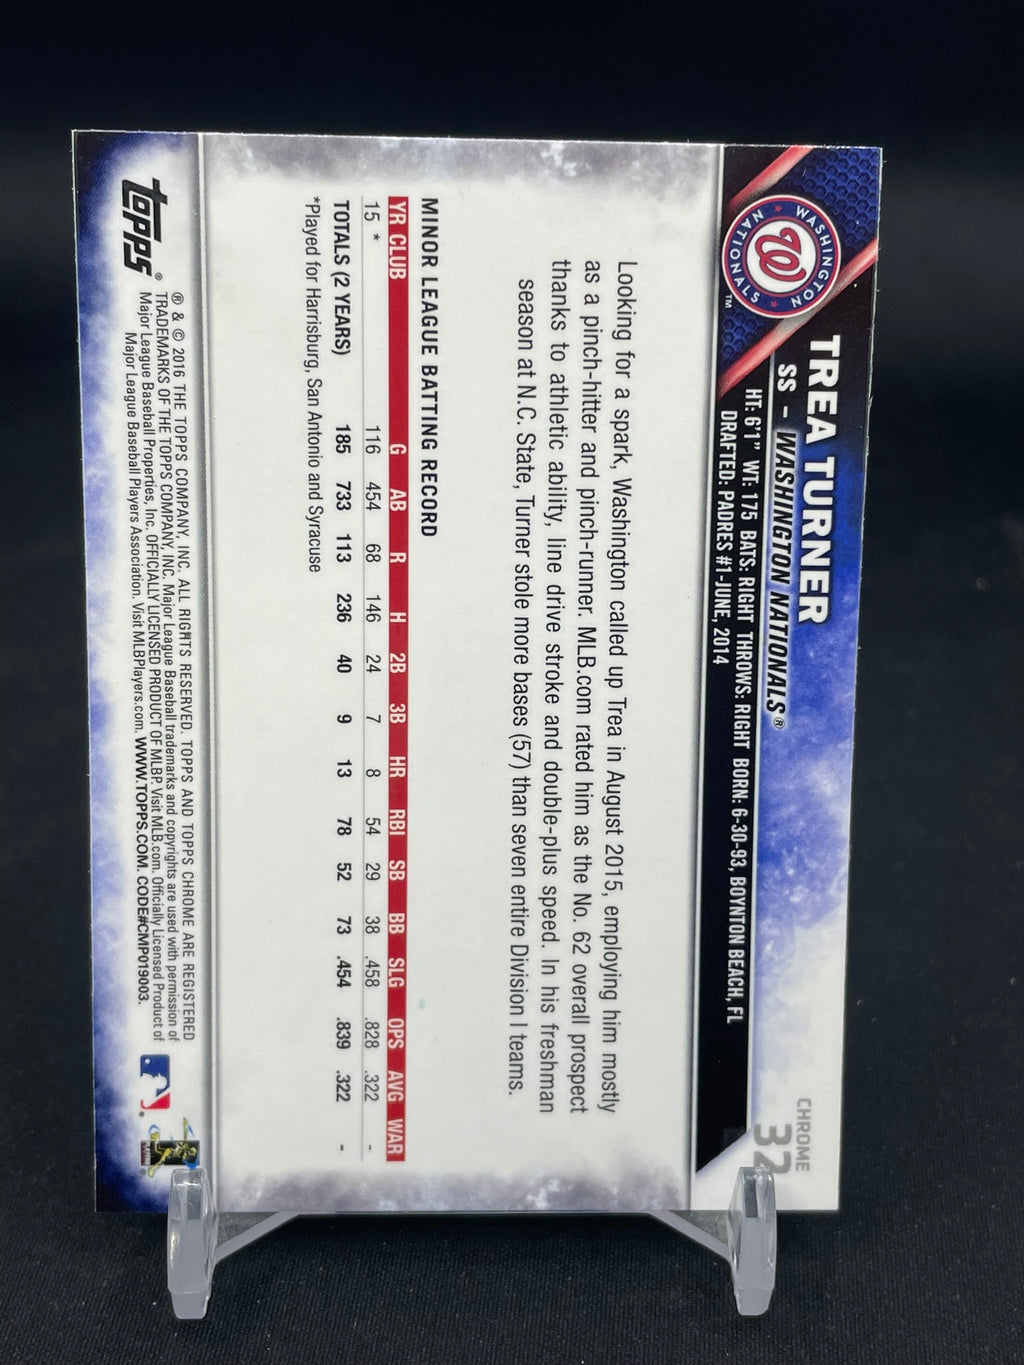 CHROME
32
WASHINGTON NATIONALS ™
TREA TURNER
SS - WASHINGTON NATIONALS®
HT: 6'1" WT: 175 BATS: RIGHT THROWS: RIGHT BORN: 6-30-93, BOYNTON BEACH, FL
DRAFTED: PADRES #1-JUNE, 2014
Looking for a spark, Washington called up Trea in August 2015, employing him mostly
as a pinch-hitter and pinch-runner. MLB.com rated him as the No. 62 overall prospect
thanks to athletic ability, line drive stroke and double-plus speed. In his freshman
season at N.C. State, Turner stole more bases (57) than seven entire Division I teams.
MINOR LEAGUE BATTING RECORD
YR CLUB G AB R H 2B 3B HR RBI SB BB SLG OPS AVG WAR
15 * 116 454 68 146 24 7 8 54 29 38 .458 .828 .322 -
TOTALS (2 YEARS) 185 733 113 236 40 9 13 78 52 73 .454 .839 .322 -
*Played for Harrisburg, San Antonio and Syracuse
topps®
® & © 2016 THE TOPPS COMPANY, INC. ALL RIGHTS RESERVED. TOPPS AND TOPPS CHROME ARE REGISTERED
TRADEMARKS OF THE TOPPS COMPANY, INC. Major League Baseball trademarks and copyrights are used with permission of
Major League Baseball Properties, Inc. OFFICIALLY LICENSED PRODUCT OF MLBP. Visit MLB.com. Officially Licensed Product of
Major League Baseball Players Association. Visit MLBPlayers.com. WWW.TOPPS.COM. CODE#CMP019003.